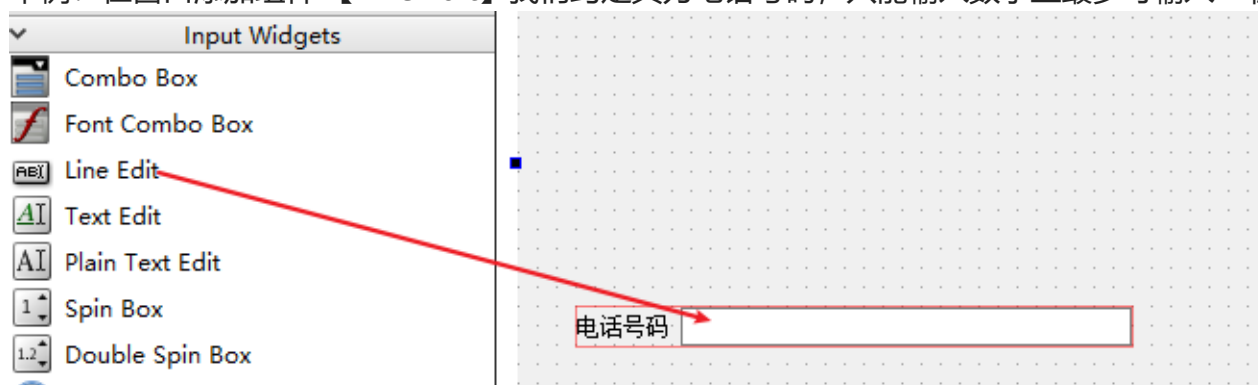 Input Widgets
Combo Box
Font Combo Box
Line Edit
Text Edit
Plain Text Edit
Spin Box
Double Spin Box
电话号码